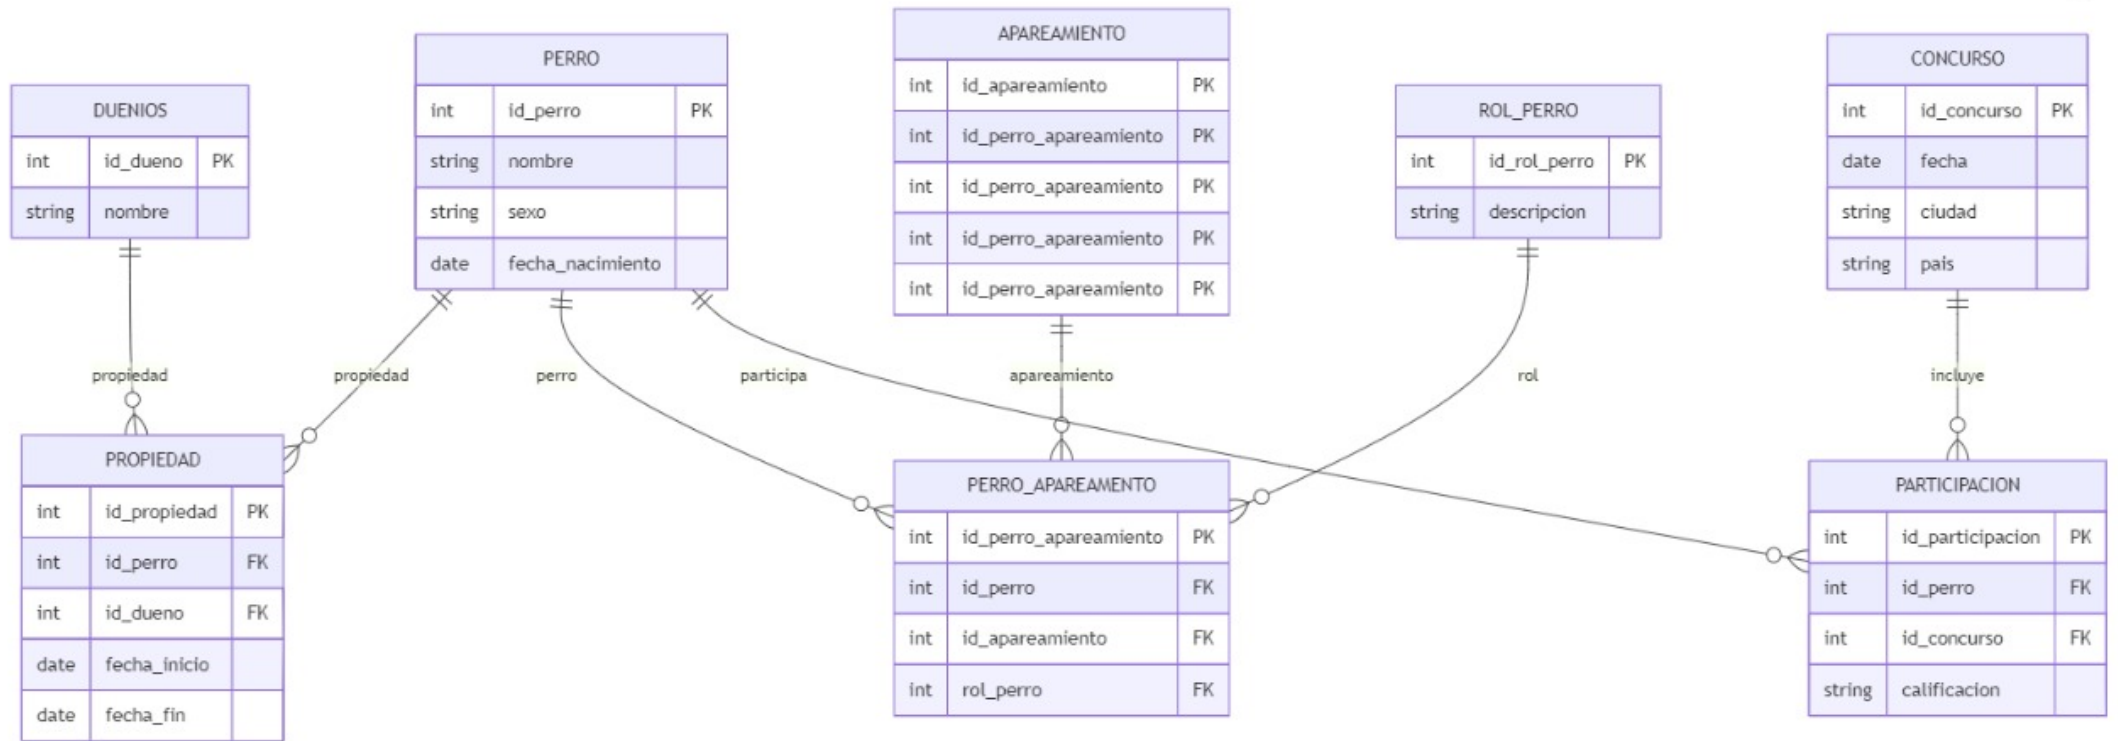 DUENIOS
int id_dueno PK
string nombre
PERRO
int id_perro PK
string nombre
string sexo
date fecha_nacimiento
APAREAMIENTO
int id_apareamiento PK
int id_perro_apareamiento PK
int id_perro_apareamiento PK
int id_perro_apareamiento PK
int id_perro_apareamiento PK
ROL_PERRO
int id_rol_perro PK
string descripcion
CONCURSO
int id_concurso PK
date fecha
string ciudad
string pais
propiedad
propiedad
perro
participa
apareamiento
rol
incluye
PROPIEDAD
int id_propiedad PK
int id_perro FK
int id_dueno FK
date fecha_inicio
date fecha_fin
PERRO_APAREAMENTO
int id_perro_apareamiento PK
int id_perro FK
int id_apareamiento FK
int rol_perro FK
PARTICIPACION
int id_participacion PK
int id_perro FK
int id_concurso FK
string calificacion